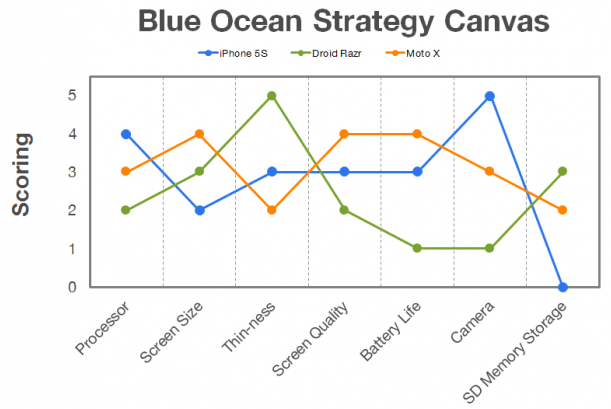 Blue Ocean Strategy Canvas
iPhone 5S Droid Razr Moto X
Scoring
5
4
3
2
1
0
Processor
Screen Size
Thin-ness
Screen Quality
Battery Life
Camera
SD Memory Storage